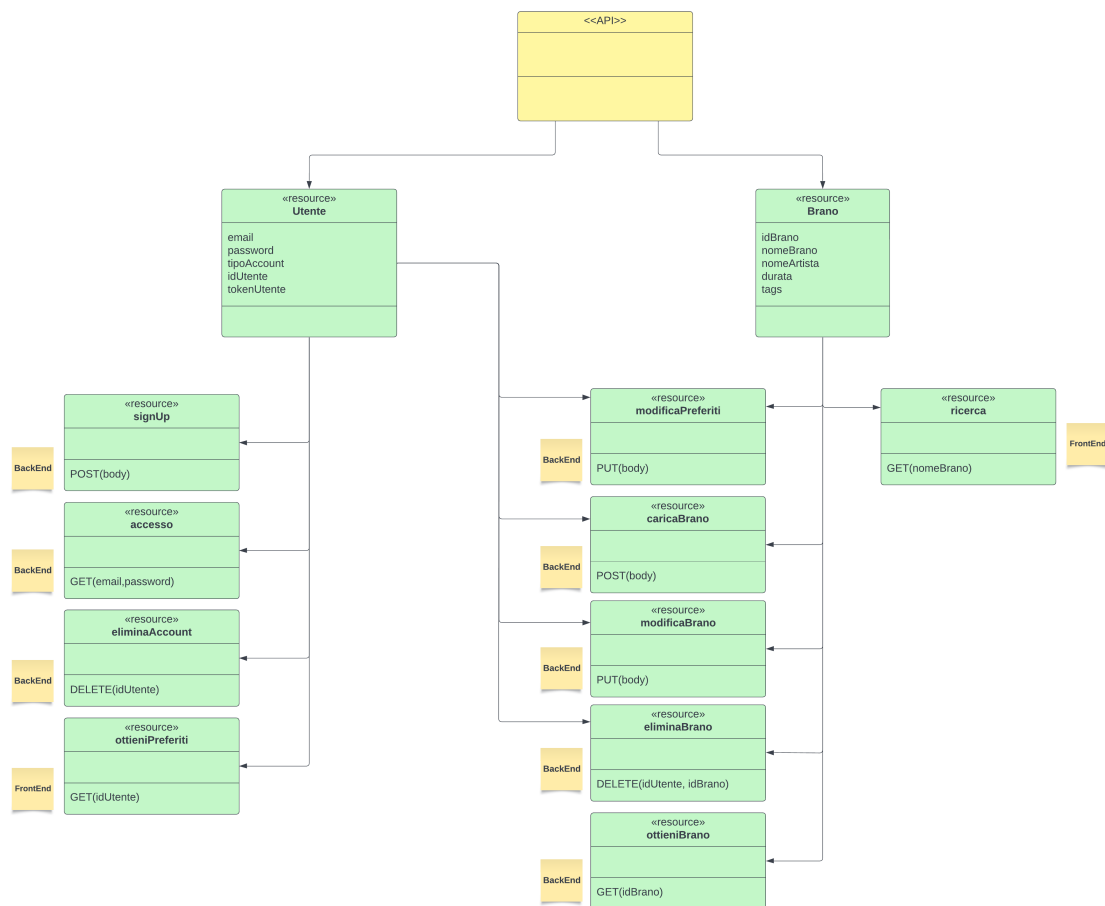 <<API>>
«resource»
Utente
email
password
tipoAccount
idUtente
tokenUtente
«resource»
Brano
idBrano
nomeBrano
nomeArtista
durata
tags
«resource»
signUp
POST(body)
BackEnd
«resource»
accesso
GET(email,password)
BackEnd
«resource»
eliminaAccount
DELETE(idUtente)
BackEnd
«resource»
ottieniPreferiti
GET(idUtente)
FrontEnd
«resource»
modificaPreferiti
PUT(body)
BackEnd
«resource»
caricaBrano
POST(body)
BackEnd
«resource»
modificaBrano
PUT(body)
BackEnd
«resource»
eliminaBrano
DELETE(idUtente, idBrano)
BackEnd
«resource»
ottieniBrano
GET(idBrano)
BackEnd
«resource»
ricerca
GET(nomeBrano)
FrontEnd